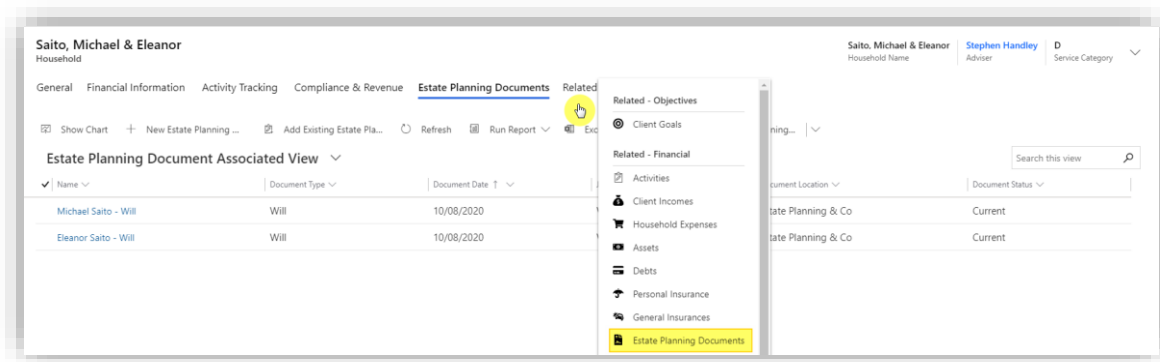 Saito, Michael & Eleanor
Household
Saito, Michael & Eleanor
Household Name
Stephen Handley
Adviser
D
Service Category
General Financial Information Activity Tracking Compliance & Revenue Estate Planning Documents Related
Show Chart New Estate Planning ... Add Existing Estate Pla... Refresh Run Report
Estate Planning Document Associated View
Search this view
Name Document Type Document Date Document Status
Michael Saito - Will Will 10/08/2020 tate Planning & Co Current
Eleanor Saito - Will Will 10/08/2020 tate Planning & Co Current
Related - Objectives
Client Goals
Related - Financial
Activities
Client Incomes
Household Expenses
Assets
Debts
Personal Insurance
General Insurances
Estate Planning Documents